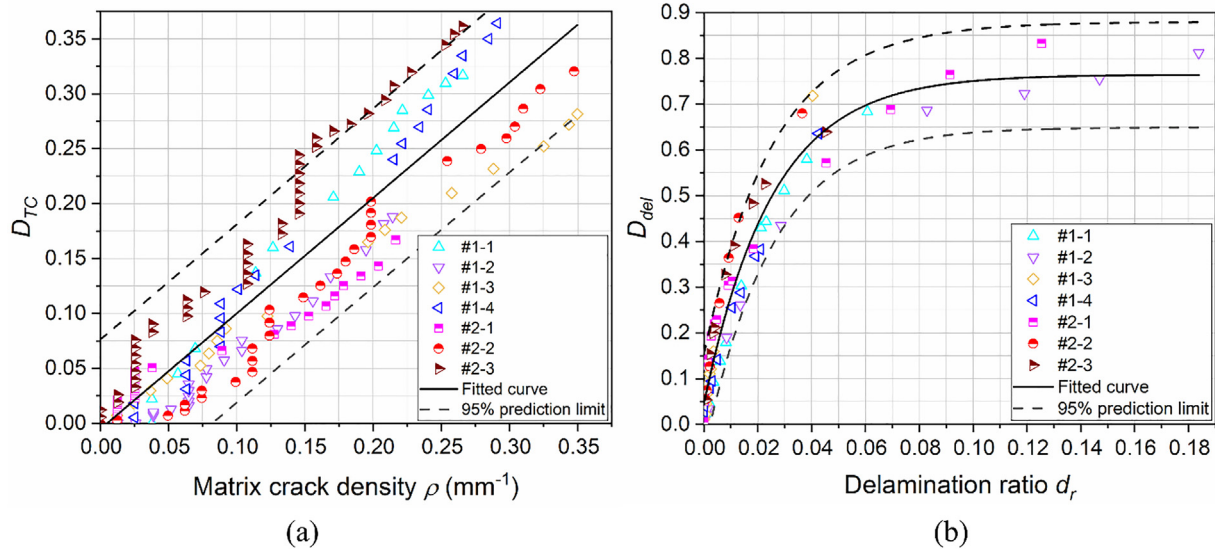 0.35
0.30
0.25
0.20
0.15
0.10
0.05
0.00
D_TC
0.00 0.05 0.10 0.15 0.20 0.25 0.30 0.35
Matrix crack density ρ (mm⁻¹)
#1-1
#1-2
#1-3
#1-4
#2-1
#2-2
#2-3
Fitted curve
95% prediction limit
(a)
0.9
0.8
0.7
0.6
0.5
0.4
0.3
0.2
0.1
0.0
D_del
0.00 0.02 0.04 0.06 0.08 0.10 0.12 0.14 0.16 0.18
Delamination ratio d_r
#1-1
#1-2
#1-3
#1-4
#2-1
#2-2
#2-3
Fitted curve
95% prediction limit
(b)